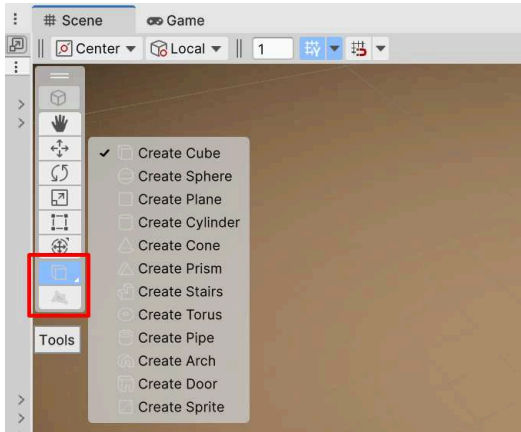 Scene
Game
Center
Local
1
Create Cube
Create Sphere
Create Plane
Create Cylinder
Create Cone
Create Prism
Create Stairs
Create Torus
Create Pipe
Create Arch
Create Door
Create Sprite
Tools